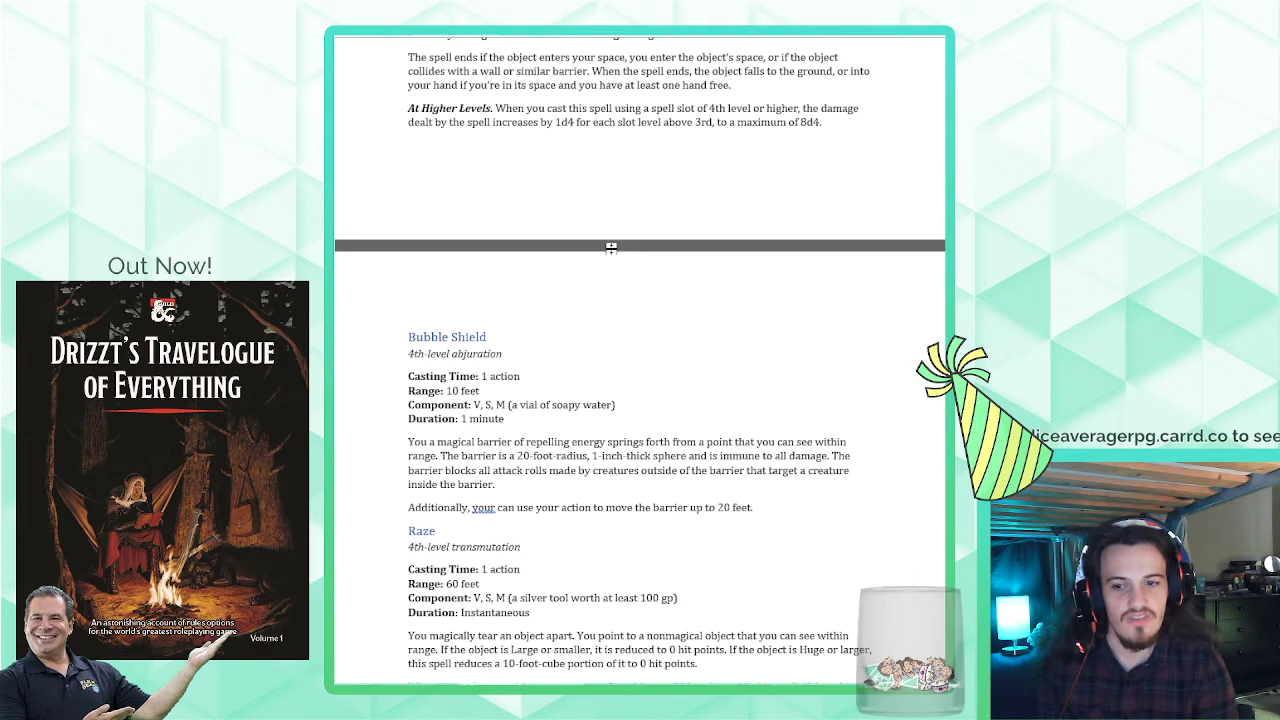 The spell ends if the object enters your space, you enter the object's space, or if the object
collides with a wall or similar barrier. When the spell ends, the object falls to the ground, or into
your hand if you're in its space and you have at least one hand free.
At Higher Levels. When you cast this spell using a spell slot of 4th level or higher, the damage
dealt by the spell increases by 1d4 for each slot level above 3rd, to a maximum of 8d4.
Bubble Shield
4th-level abjuration
Casting Time: 1 action
Range: 10 feet
Component: V, S, M (a vial of soapy water)
Duration: 1 minute
You a magical barrier of repelling energy springs forth from a point that you can see within
range. The barrier is a 20-foot-radius, 1-inch-thick sphere and is immune to all damage. The
barrier blocks all attack rolls made by creatures outside of the barrier that target a creature
inside the barrier.
Additionally, your can use your action to move the barrier up to 20 feet.
Raze
4th-level transmutation
Casting Time: 1 action
Range: 60 feet
Component: V, S, M (a silver tool worth at least 100 gp)
Duration: Instantaneous
You magically tear an object apart. You point to a nonmagical object that you can see within
range. If the object is Large or smaller, it is reduced to 0 hit points. If the object is Huge or larger,
this spell reduces a 10-foot-cube portion of it to 0 hit points.
Out Now!
DRIZZT'S TRAVELOGUE
OF EVERYTHING
An astonishing account of rules options
for the world's greatest roleplaying game
Volume 1
liceaveragerpg.carrd.co to see